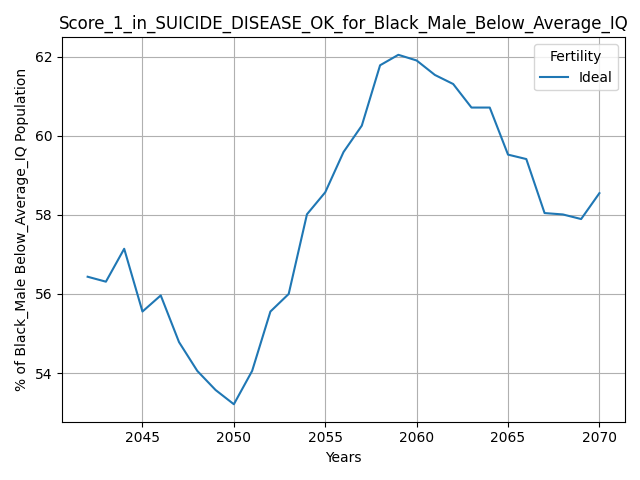 Score_1_in_SUICIDE_DISEASE_OK_for_Black_Male_Below_Average_IQ
Fertility
Ideal
% of Black_Male Below_Average_IQ Population
62
60
58
56
54
2045
2050
2055
2060
2065
2070
Years